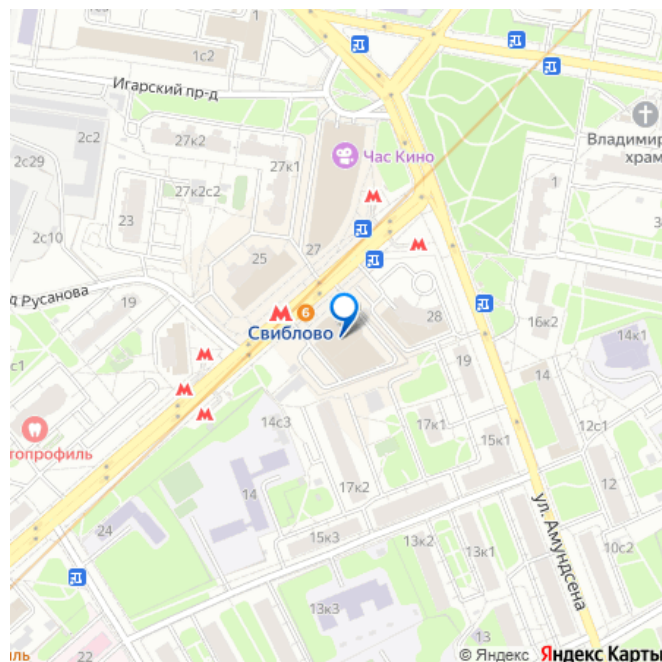 1
1с2
Игарский пр-д
2с2
27к2
Владимир
храм
Час Кино
2с29
27к1
27к2с2
1
3
23
2с10
27
25
д Русанова
19
6
28
16к2
Свиблово
14к1
с1
19
14
14с3
17к1
12с1
топрофиль
15к1
17к2
14
12
ул. Амундсена
24
15к3
13к2
13к1
10с2
13к3
13
22
иль
© Яндекс
Яндекс Карты